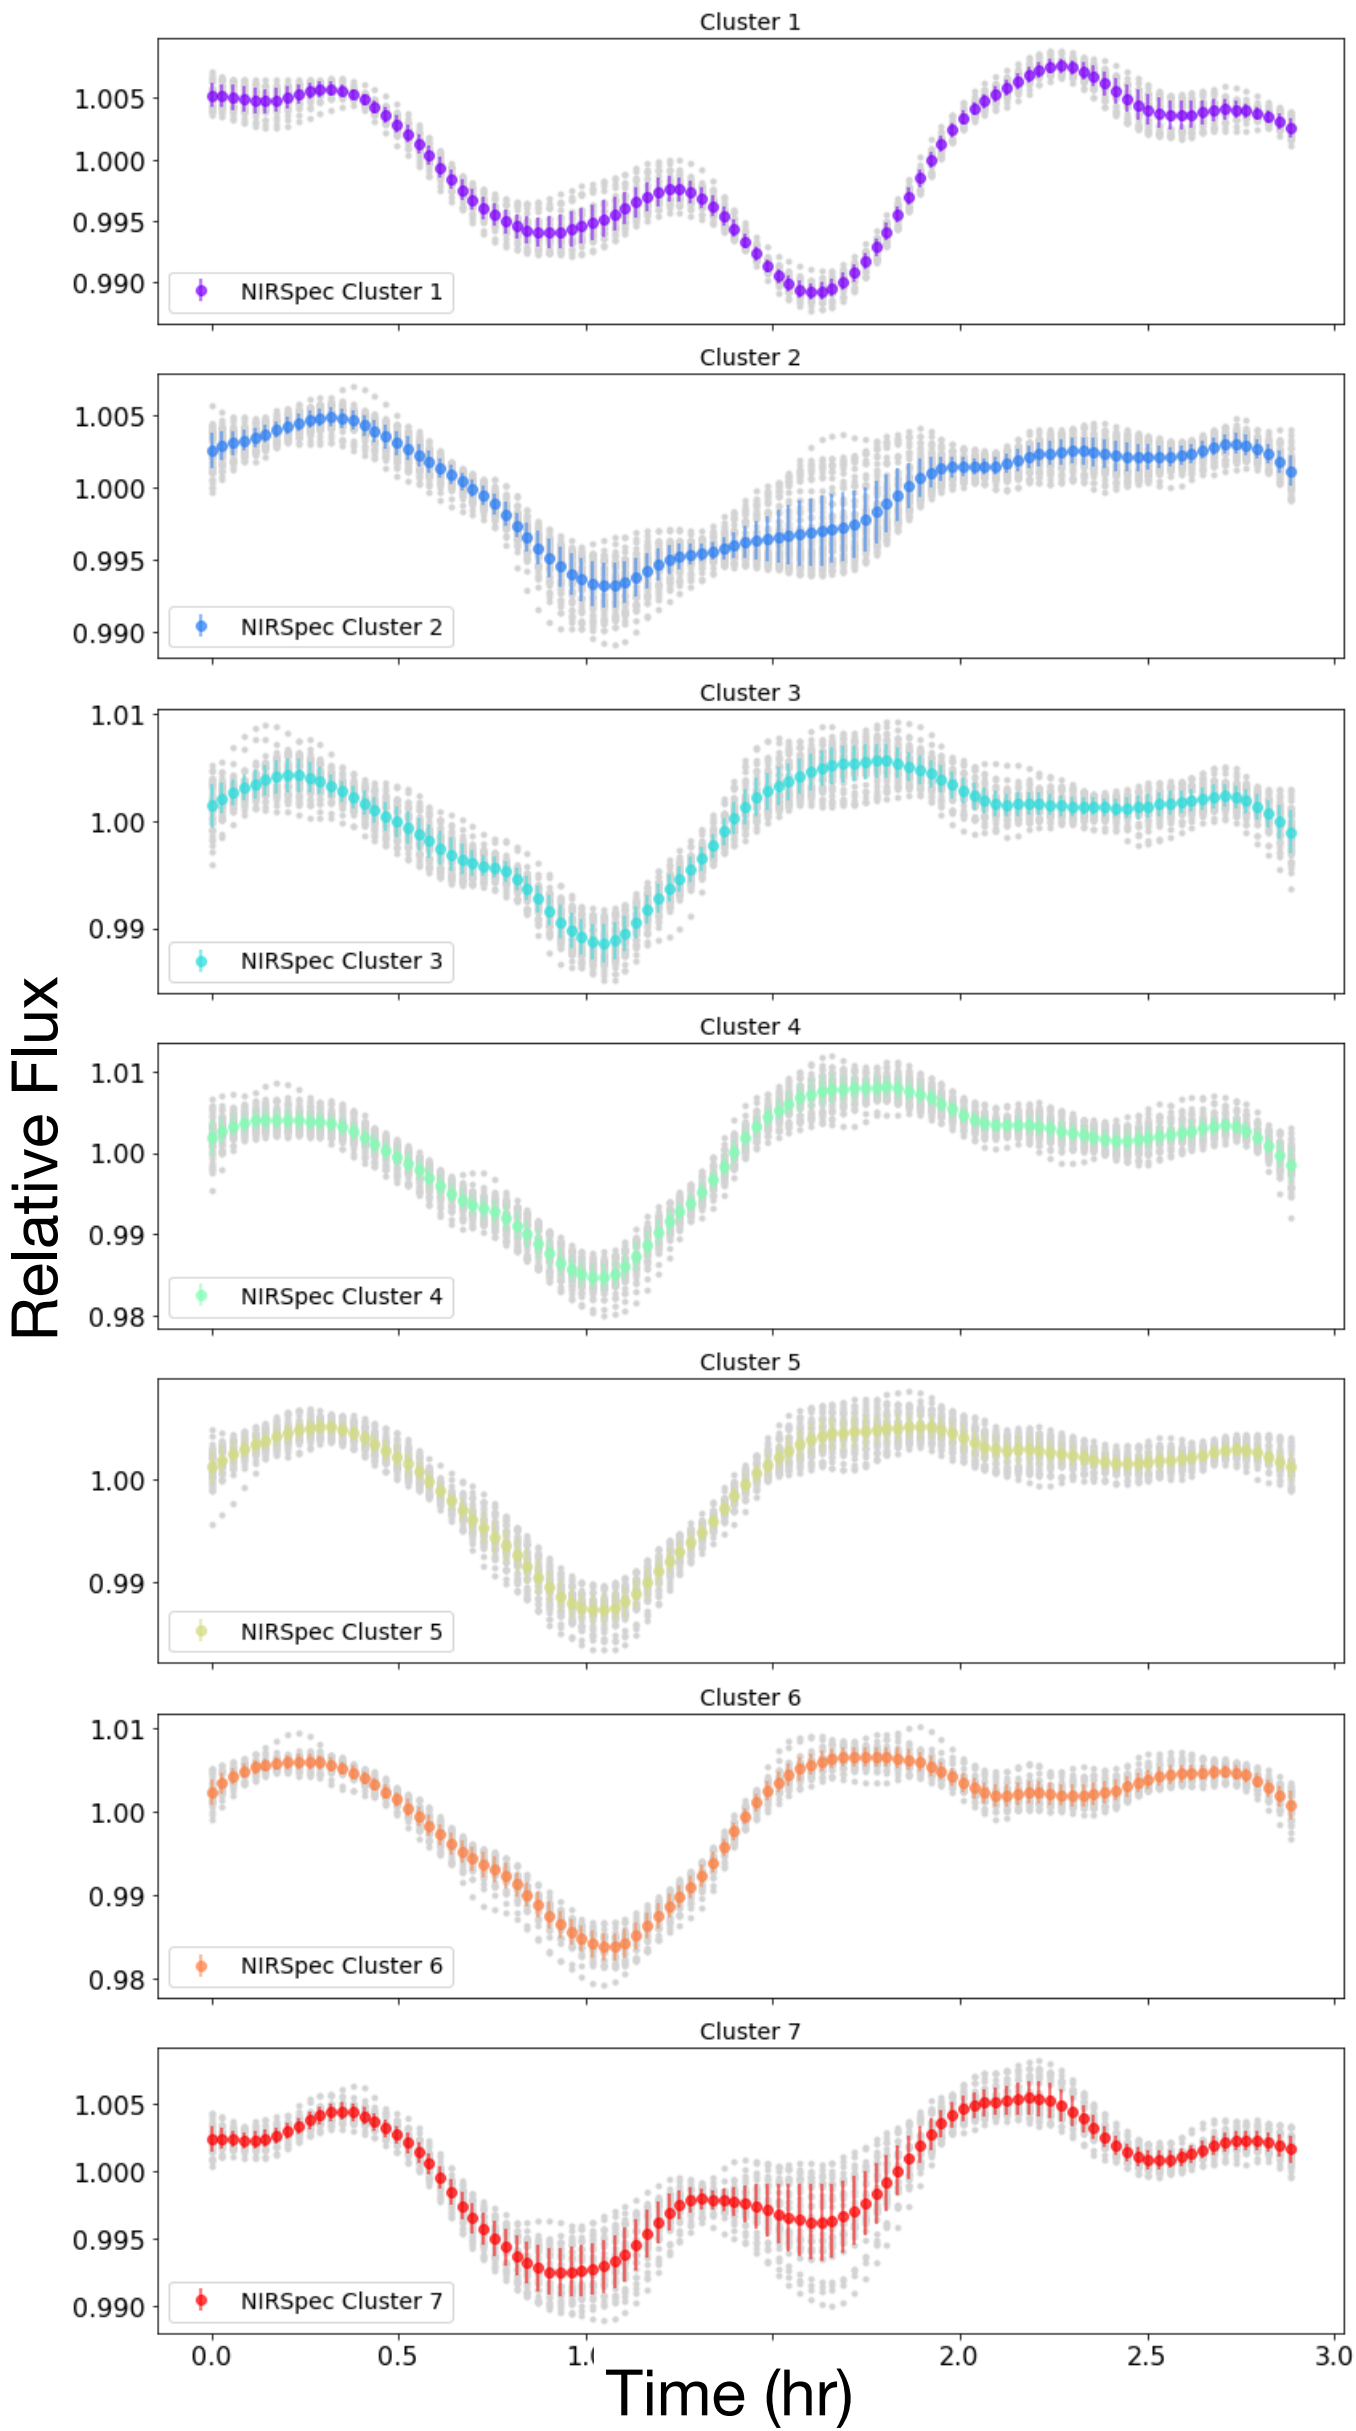 Cluster 1
1.005
1.000
0.995
0.990
NIRSpec Cluster 1
Cluster 2
1.005
1.000
0.995
0.990
NIRSpec Cluster 2
Cluster 3
1.01
1.00
0.99
NIRSpec Cluster 3
Relative Flux
Cluster 4
1.01
1.00
0.99
0.98
NIRSpec Cluster 4
Cluster 5
1.00
0.99
NIRSpec Cluster 5
Cluster 6
1.01
1.00
0.99
0.98
NIRSpec Cluster 6
Cluster 7
1.005
1.000
0.995
0.990
NIRSpec Cluster 7
0.0 0.5 2.0 2.5 3.0
Time (hr)